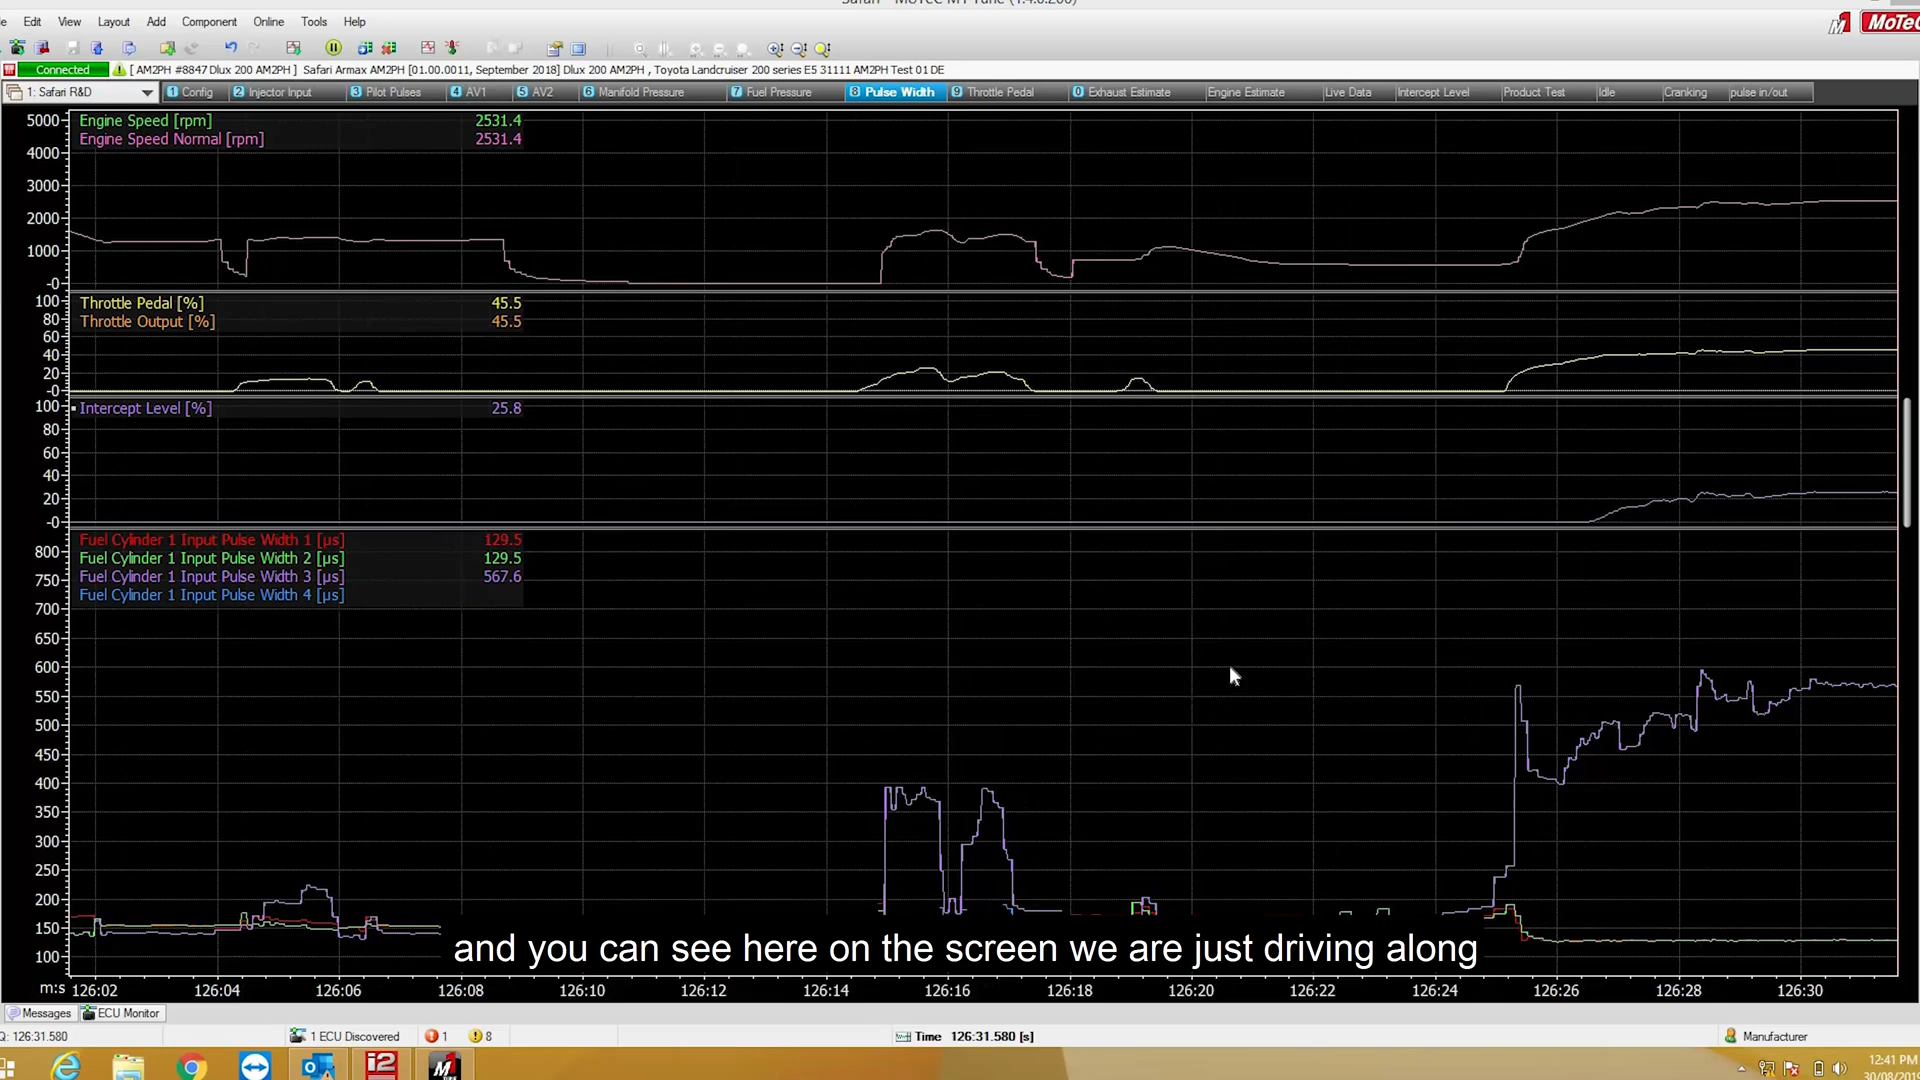 Safari - MoTeC M1 Tune (1.4.0.200)
Edit View Layout Add Component Online Tools Help
MoTeC
Connected [ AM2PH #8847 Dlux 200 AM2PH ] Safari Armax AM2PH [01.00.0011, September 2018] Dlux 200 AM2PH , Toyota Landcruiser 200 series E5 31111 AM2PH Test 01 DE
1: Safari R&D 1 Config 2 Injector Input 3 Pilot Pulses 4 AV1 5 AV2 6 Manifold Pressure 7 Fuel Pressure 8 Pulse Width 9 Throttle Pedal 0 Exhaust Estimate Engine Estimate Live Data Intercept Level Product Test Idle Cranking pulse in/out
5000
Engine Speed [rpm] 2531.4
Engine Speed Normal [rpm] 2531.4
4000
3000
2000
1000
-0
100
Throttle Pedal [%] 45.5
80
Throttle Output [%] 45.5
60
40
20
-0
100
Intercept Level [%] 25.8
80
60
40
20
-0
Fuel Cylinder 1 Input Pulse Width 1 [µs] 129.5
800
Fuel Cylinder 1 Input Pulse Width 2 [µs] 129.5
750
Fuel Cylinder 1 Input Pulse Width 3 [µs] 567.6
Fuel Cylinder 1 Input Pulse Width 4 [µs]
700
650
600
550
500
450
400
350
300
250
200
150
100
and you can see here on the screen we are just driving along
m:s 126:02 126:04 126:06 126:08 126:10 126:12 126:14 126:16 126:18 126:20 126:22 126:24 126:26 126:28 126:30
Messages ECU Monitor
Q: 126:31.580 1 ECU Discovered 1 8 Time 126:31.580 [s] Manufacturer
12:41 PM
30/08/2019